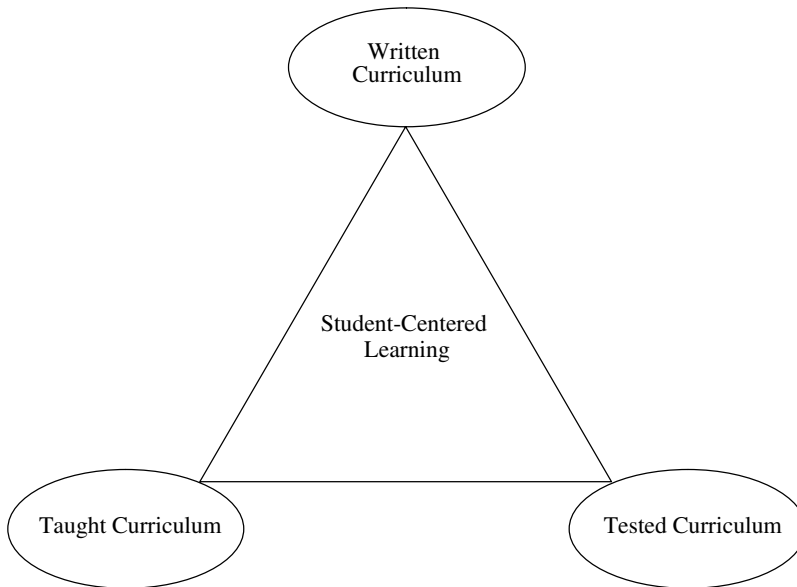 Written
Curriculum
Student-Centered
Learning
Taught Curriculum
Tested Curriculum